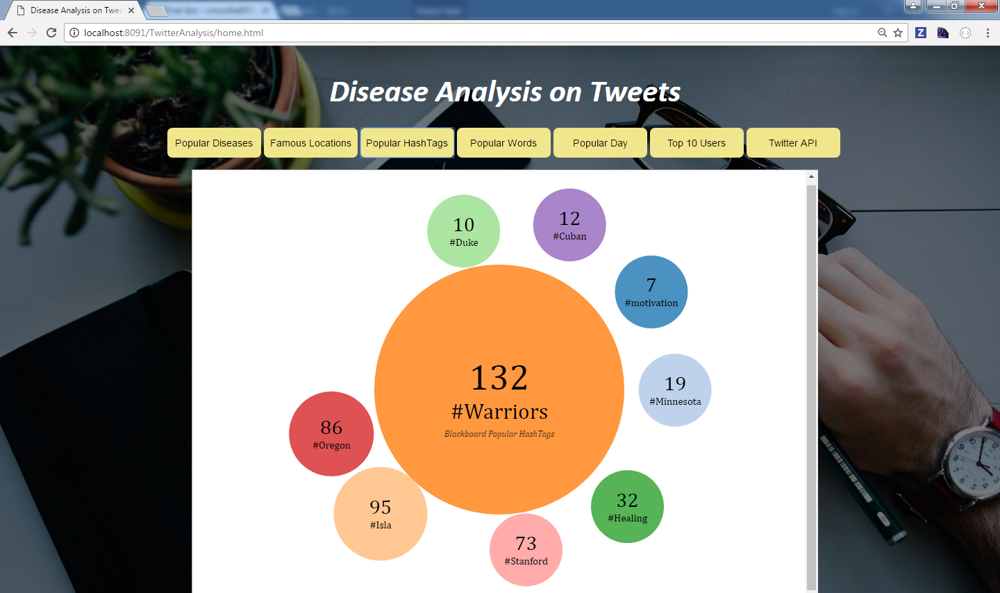 Disease Analysis on Twee
localhost:8091/TwitterAnalysis/home.html
Disease Analysis on Tweets
Popular Diseases
Famous Locations
Popular HashTags
Popular Words
Popular Day
Top 10 Users
Twitter API
10
#Duke
12
#Cuban
7
#motivation
132
#Warriors
Blackboard Popular HashTags
19
#Minnesota
86
#Oregon
95
#Isla
32
#Healing
73
#Stanford